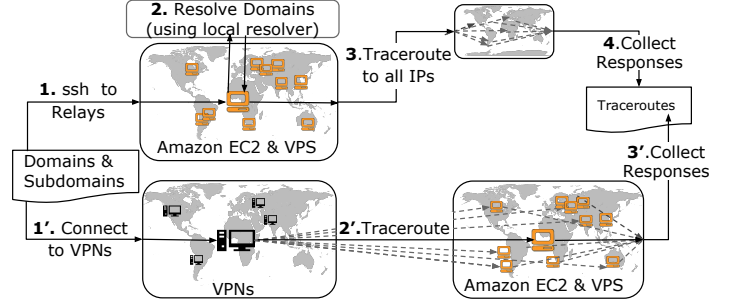 2. Resolve Domains
(using local resolver)
1. ssh to
Relays
Amazon EC2 & VPS
3.Traceroute
to all IPs
4.Collect
Responses
Traceroutes
Domains &
Subdomains
1'. Connect
to VPNs
VPNs
2'.Traceroute
Amazon EC2 & VPS
3'.Collect
Responses